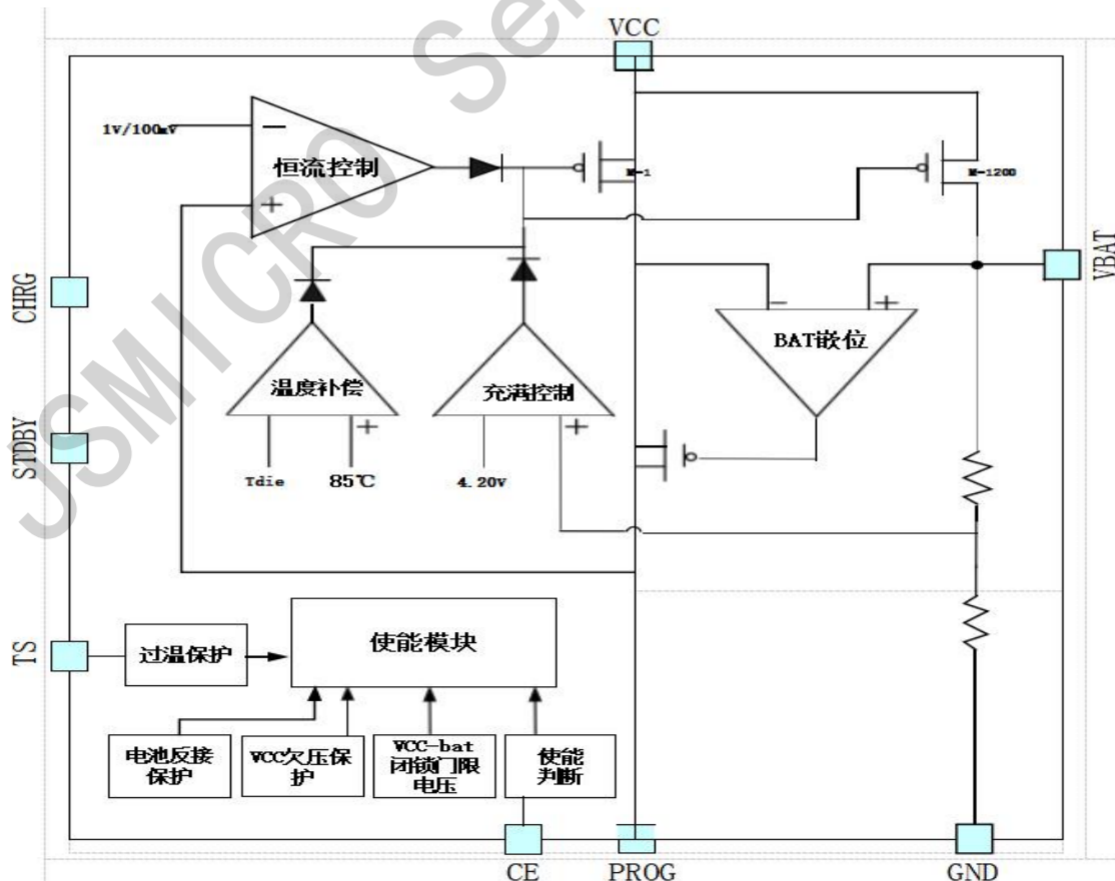 JSMICRO Se
VCC
1V/100mV
−
恒流控制
+
M-1
M-1200
CHRG
VBAT
−
+
BAT嵌位
温度补偿
+
充满控制
+
STDBY
Tdie
85℃
4.20V
TS
过温保护
使能模块
电池反接
保护
VCC欠压保
护
VCC-bat
闭锁门限
电压
使能
判断
CE
PROG
GND